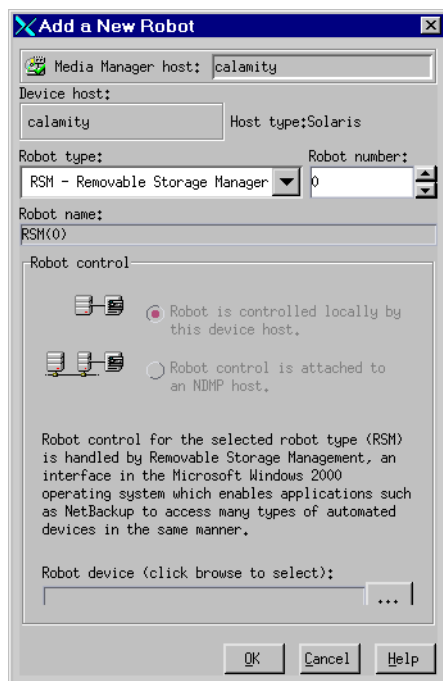 Add a New Robot
Media Manager host: calamity
Device host:
calamity Host type:Solaris
Robot type: Robot number:
RSM - Removable Storage Manager 0
Robot name:
RSM(0)
Robot control
Robot is controlled locally by
this device host.
Robot control is attached to
an NDMP host.
Robot control for the selected robot type (RSM)
is handled by Removable Storage Management, an
interface in the Microsoft Windows 2000
operating system which enables applications such
as NetBackup to access many types of automated
devices in the same manner.
Robot device (click browse to select):
...
OK Cancel Help